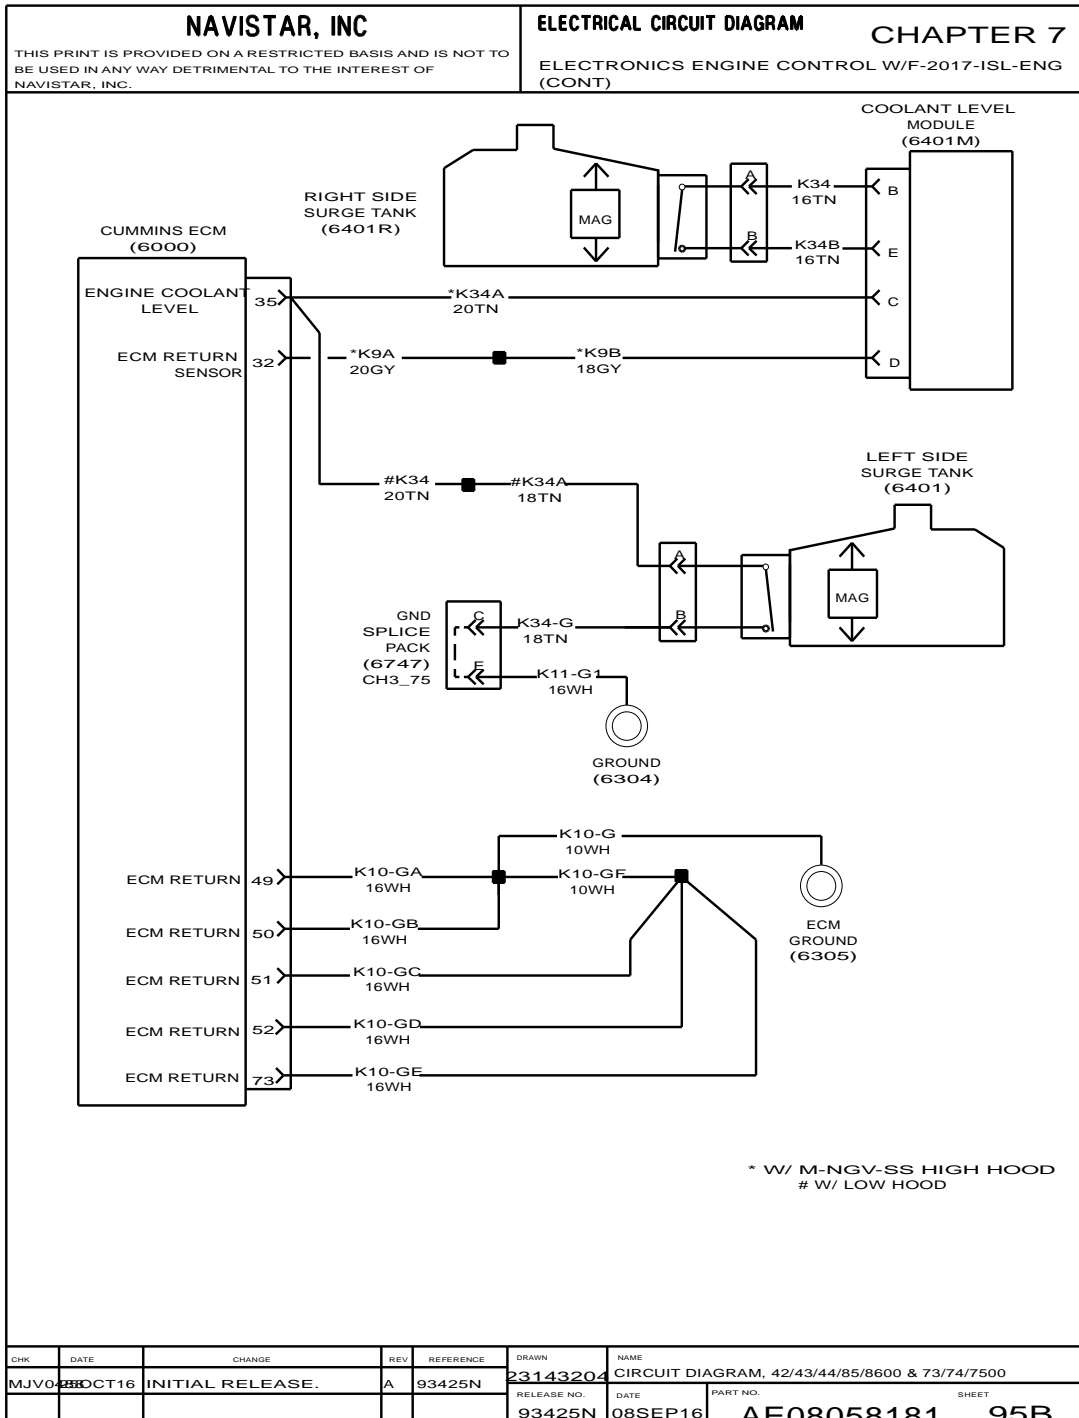 NAVISTAR, INC
THIS PRINT IS PROVIDED ON A RESTRICTED BASIS AND IS NOT TO
BE USED IN ANY WAY DETRIMENTAL TO THE INTEREST OF
NAVISTAR, INC.
ELECTRICAL CIRCUIT DIAGRAM
CHAPTER 7
ELECTRONICS ENGINE CONTROL W/F-2017-ISL-ENG
(CONT)
COOLANT LEVEL
MODULE
(6401M)
RIGHT SIDE
SURGE TANK
(6401R)
MAG
A
K34
16TN
B
B
K34B
16TN
E
CUMMINS ECM
(6000)
ENGINE COOLANT
LEVEL
35
*K34A
20TN
C
ECM RETURN
SENSOR
32
*K9A
20GY
*K9B
18GY
D
#K34
20TN
#K34A
18TN
LEFT SIDE
SURGE TANK
(6401)
A
B
MAG
GND
SPLICE
PACK
(6747)
CH3_75
C
K34-G
18TN
E
K11-G1
16WH
GROUND
(6304)
K10-G
10WH
ECM RETURN
49
K10-GA
16WH
K10-GF
10WH
ECM
GROUND
(6305)
ECM RETURN
50
K10-GB
16WH
ECM RETURN
51
K10-GC
16WH
ECM RETURN
52
K10-GD
16WH
ECM RETURN
73
K10-GE
16WH
* W/ M-NGV-SS HIGH HOOD
# W/ LOW HOOD
CHK
DATE
CHANGE
REV
REFERENCE
DRAWN
NAME
INITIAL RELEASE.
A
93425N
23143204
CIRCUIT DIAGRAM, 42/43/44/85/8600 & 73/74/7500
RELEASE NO.
DATE
PART NO.
SHEET
93425N
08SEP16
AE08058181
95B